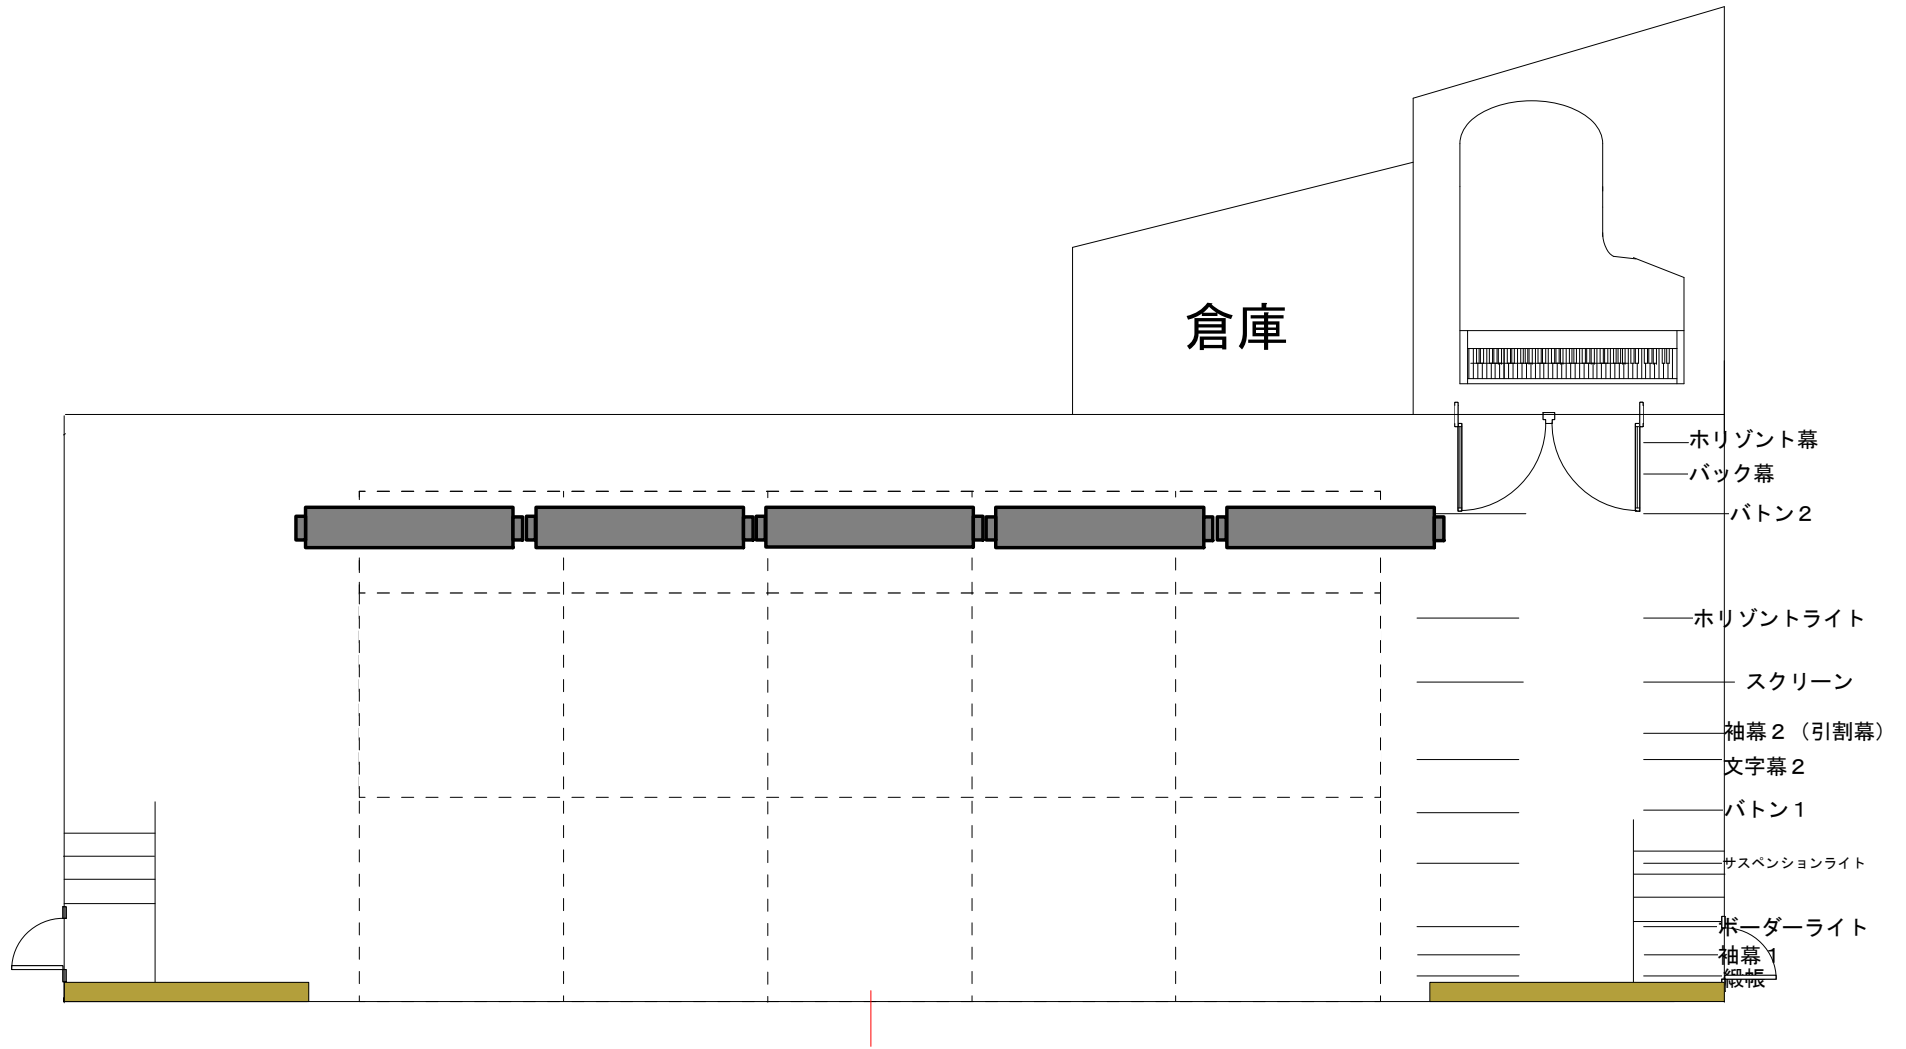 倉庫
ホリゾント幕
バック幕
バトン２
ホリゾントライト
スクリーン
袖幕２（引割幕）
文字幕２
バトン１
サスペンションライト
ボーダーライト
袖幕１
緞帳